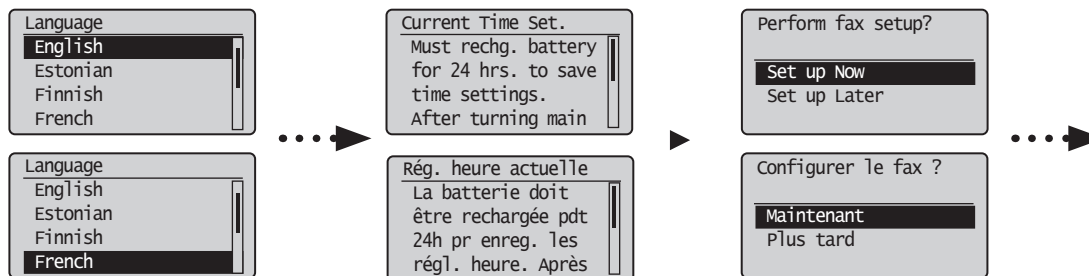 Language
English
Estonian
Finnish
French
Current Time Set.
Must rechg. battery
for 24 hrs. to save
time settings.
After turning main
Perform fax setup?
Set up Now
Set up Later
Language
English
Estonian
Finnish
French
Rég. heure actuelle
La batterie doit
être rechargée pdt
24h pr enreg. les
régl. heure. Après
Configurer le fax ?
Maintenant
Plus tard